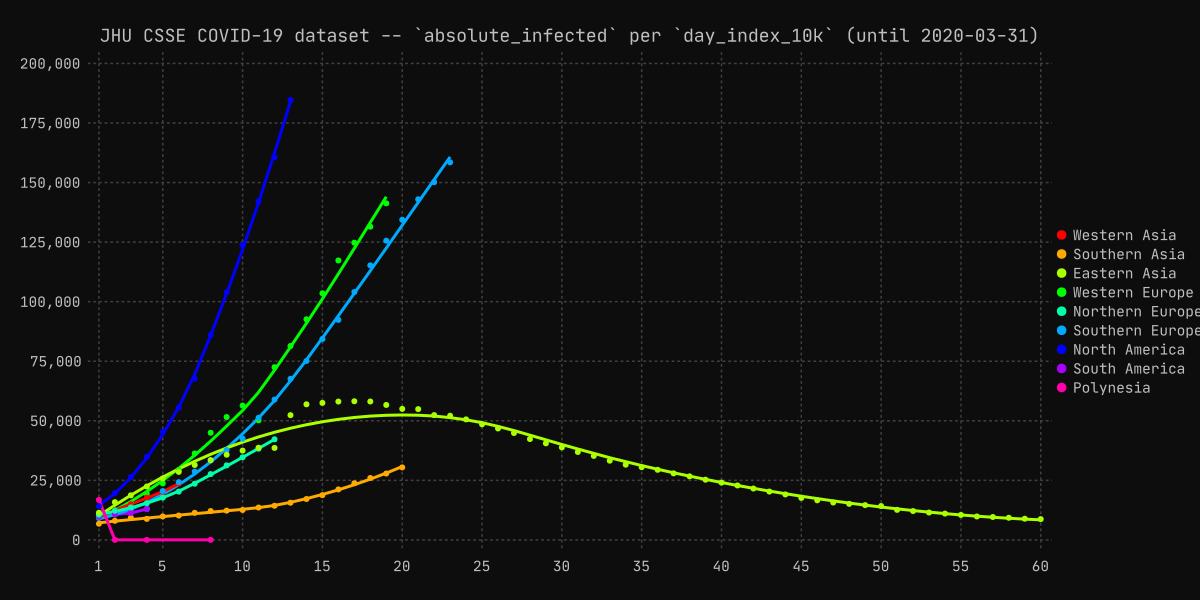 JHU CSSE COVID-19 dataset -- `absolute_infected` per `day_index_10k` (until 2020-03-31)
200,000
175,000
150,000
125,000
100,000
75,000
50,000
25,000
0
1 5 10 15 20 25 30 35 40 45 50 55 60
Western Asia
Southern Asia
Eastern Asia
Western Europe
Northern Europe
Southern Europe
North America
South America
Polynesia